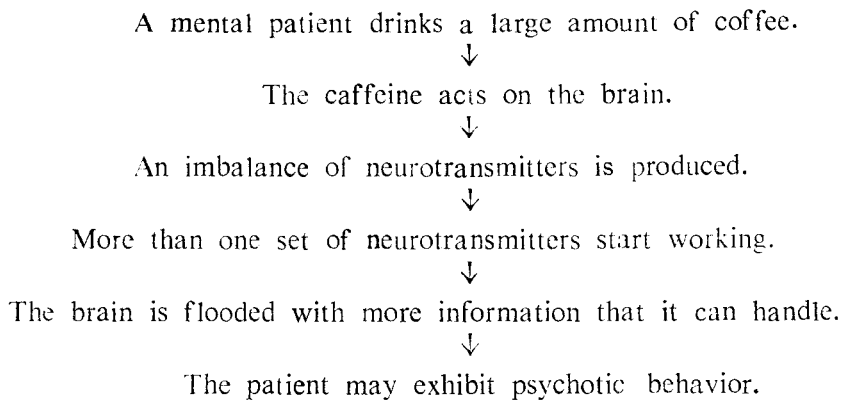 A mental patient drinks a large amount of coffee.
↓
The caffeine acts on the brain.
↓
An imbalance of neurotransmitters is produced.
↓
More than one set of neurotransmitters start working.
↓
The brain is flooded with more information that it can handle.
↓
The patient may exhibit psychotic behavior.